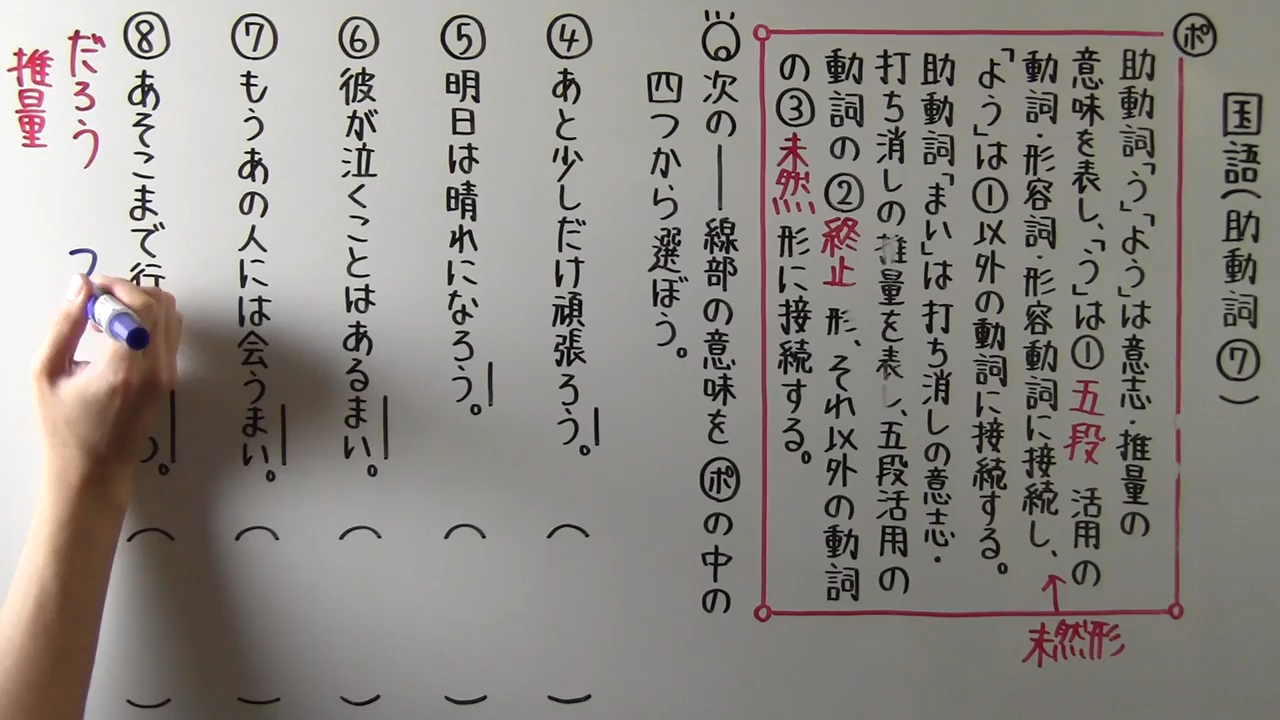 国語(助動詞⑦)
ポ
助動詞「う」「よう」は意志・推量の
意味を表し、「う」は①五段活用の
動詞・形容詞・形容動詞に接続し、
未然形
「よう」は①以外の動詞に接続する。
助動詞「まい」は打ち消しの意志・
打ち消しの推量を表し、五段活用の
動詞の②終止形、それ以外の動詞
の③未然形に接続する。
次の――線部の意味をポの中の
四つから選ぼう。
④あと少しだけ頑張ろう。( )
⑤明日は晴れになろう。( )
⑥彼が泣くことはあるまい。( )
⑦もうあの人には会うまい。( )
⑧あそこまで行 う。( )
だろう
推量